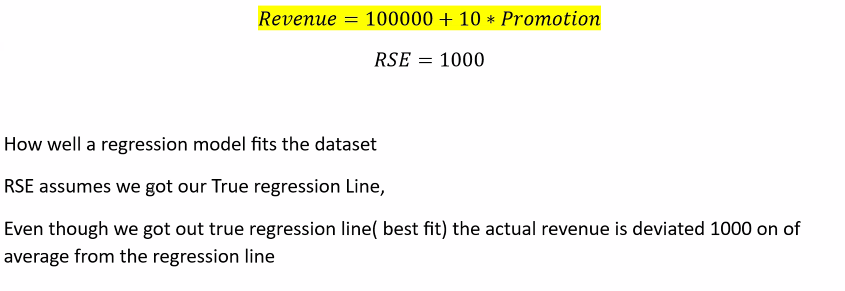 Revenue = 100000 + 10 * Promotion
RSE = 1000
How well a regression model fits the dataset
RSE assumes we got our True regression Line,
Even though we got out true regression line( best fit) the actual revenue is deviated 1000 on of
average from the regression line